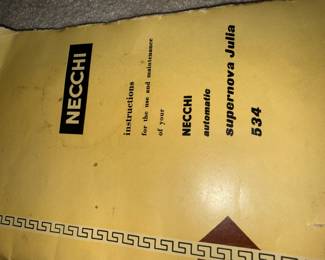 NECCHI
instructions
for the use and maintenance
of your
NECCHI
automatic
supernova Julia
534